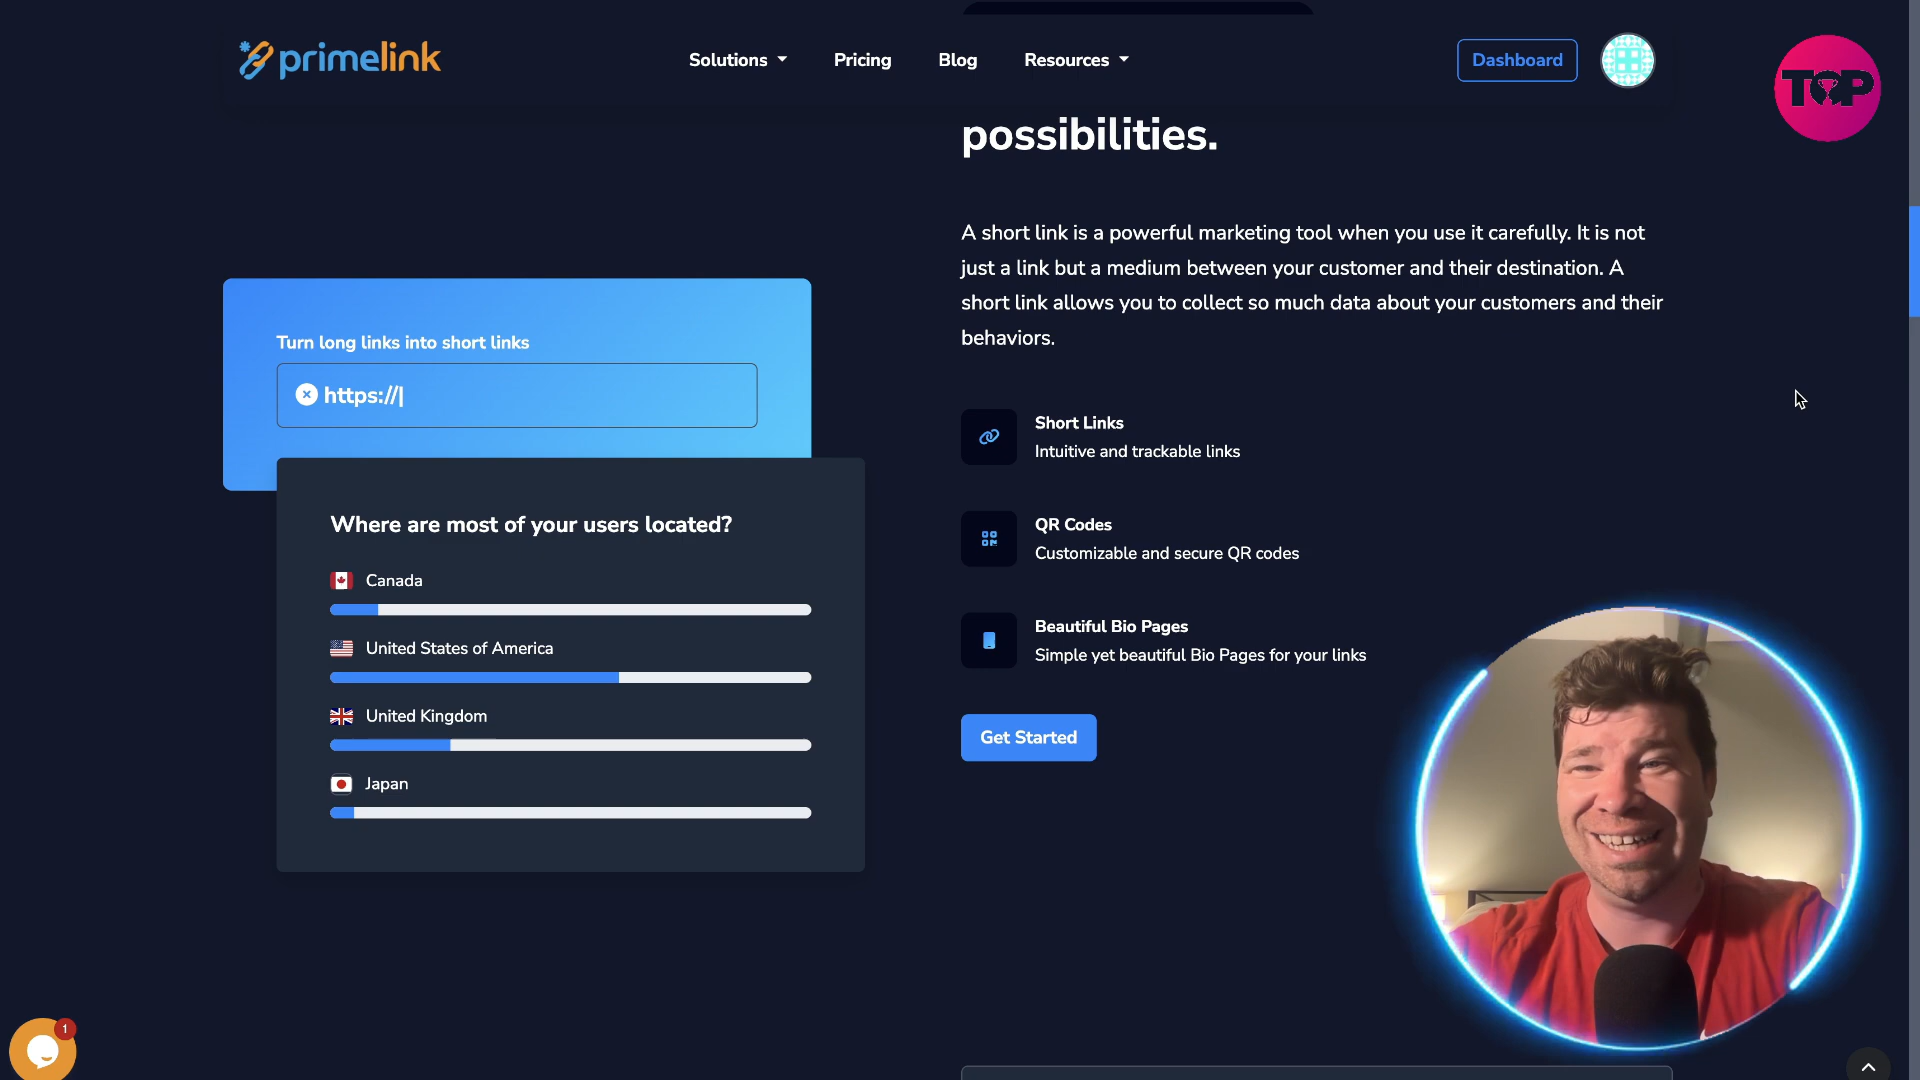 primelink
Solutions
Pricing
Blog
Resources
Dashboard
TOP
possibilities.
A short link is a powerful marketing tool when you use it carefully. It is not
just a link but a medium between your customer and their destination. A
short link allows you to collect so much data about your customers and their
behaviors.
Turn long links into short links
https://
Where are most of your users located?
Canada
United States of America
United Kingdom
Japan
Short Links
Intuitive and trackable links
QR Codes
Customizable and secure QR codes
Beautiful Bio Pages
Simple yet beautiful Bio Pages for your links
Get Started
1